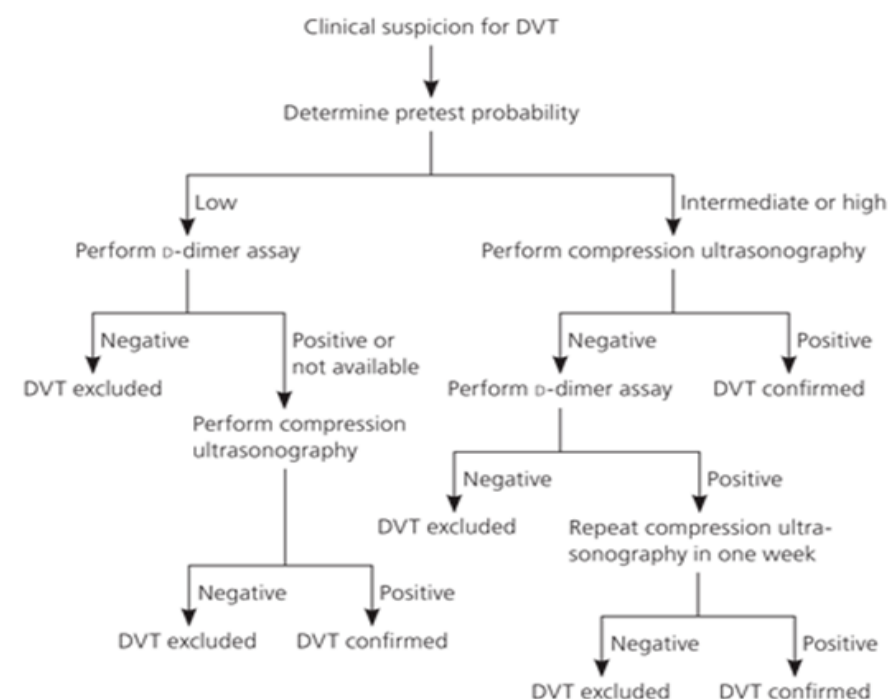 Clinical suspicion for DVT
Determine pretest probability
Low
Intermediate or high
Perform D-dimer assay
Perform compression ultrasonography
Negative
Positive or
not available
Negative
Positive
DVT excluded
Perform D-dimer assay
DVT confirmed
Perform compression
ultrasonography
Negative
Positive
DVT excluded
Repeat compression ultra-
sonography in one week
Negative
Positive
DVT excluded
DVT confirmed
Negative
Positive
DVT excluded
DVT confirmed